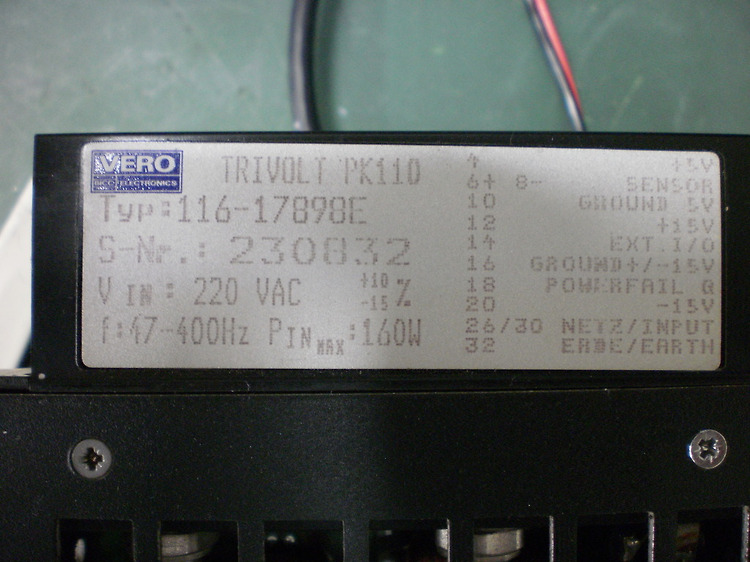 VERO
BICC-ELECTRONICS
TRIVOLT PK110
Typ:116-17898E
S-Nr.: 230832
V IN: 220 VAC +10 -15 %
f:47-400Hz PIN MAX:160W
4 +5V
6+ 8- SENSOR
10 GROUND 5V
12 +15V
14 EXT.I/O
16 GROUND+/-15V
18 POWERFAIL Q
20 -15V
26/30 NETZ/INPUT
32 ERDE/EARTH